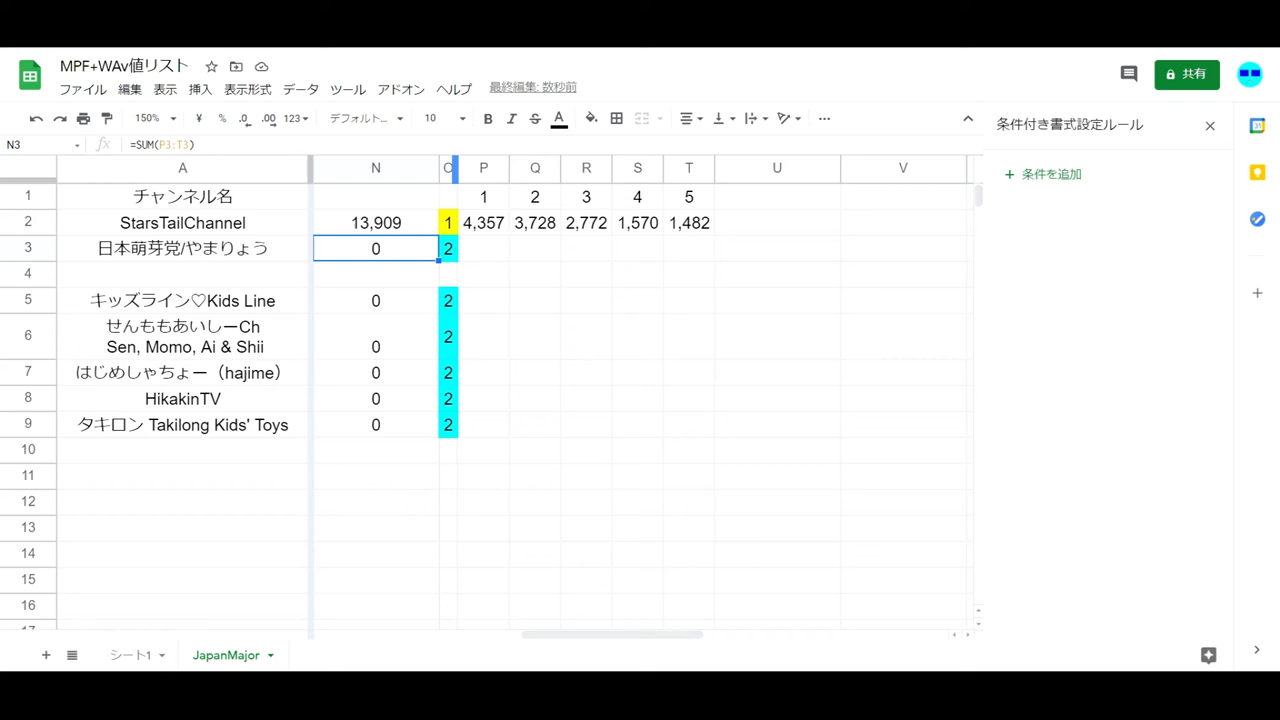 MPF+WAv値リスト
ファイル 編集 表示 挿入 表示形式 データ ツール アドオン ヘルプ 最終編集: 数秒前
共有
150% ¥ % .0 .00 123 デフォルト... 10 B I S A
N3 fx =SUM(P3:T3)
条件付き書式設定ルール
+ 条件を追加
A N O P Q R S T U V
1 チャンネル名 1 2 3 4 5
2 StarsTailChannel 13,909 1 4,357 3,728 2,772 1,570 1,482
3 日本萌芽党/やまりょう 0 2
4
5 キッズライン♡Kids Line 0 2
せんももあいしーCh
6 Sen, Momo, Ai & Shii 0 2
7 はじめしゃちょー（hajime） 0 2
8 HikakinTV 0 2
9 タキロン Takilong Kids' Toys 0 2
10
11
12
13
14
15
16
17
シート1 JapanMajor
31